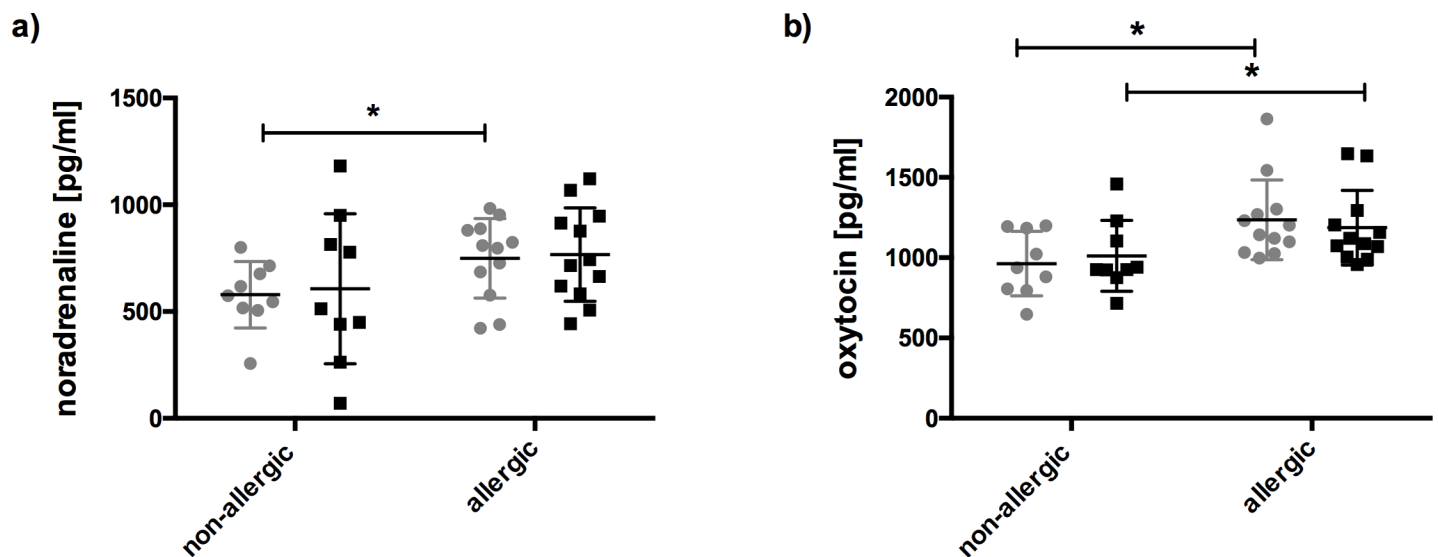 a)
*
noradrenaline [pg/ml]
1500
1000
500
0
non-allergic
allergic
b)
*
*
oxytocin [pg/ml]
2000
1500
1000
500
0
non-allergic
allergic